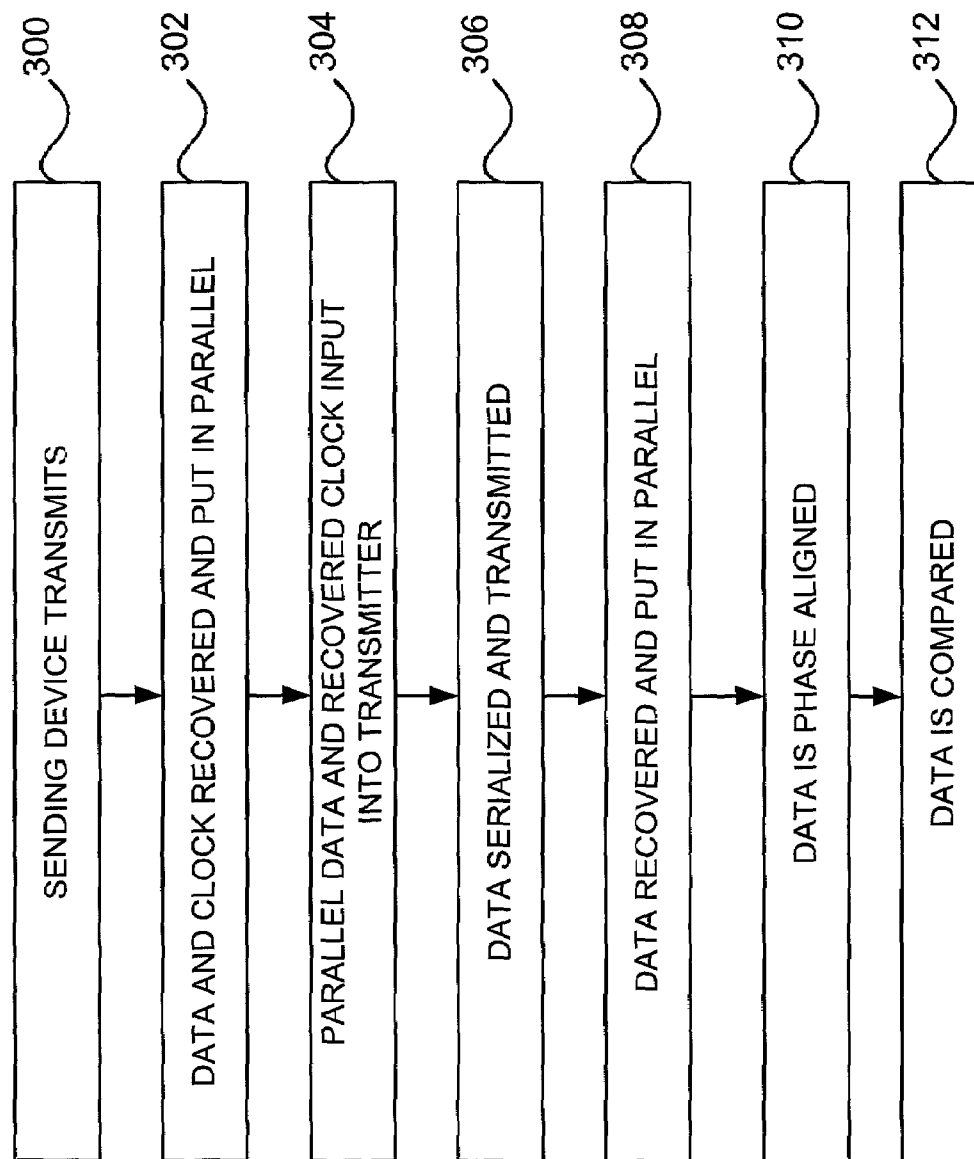 300
SENDING DEVICE TRANSMITS
302
DATA AND CLOCK RECOVERED AND PUT IN PARALLEL
304
PARALLEL DATA AND RECOVERED CLOCK INPUT
INTO TRANSMITTER
306
DATA SERIALIZED AND TRANSMITTED
308
DATA RECOVERED AND PUT IN PARALLEL
310
DATA IS PHASE ALIGNED
312
DATA IS COMPARED